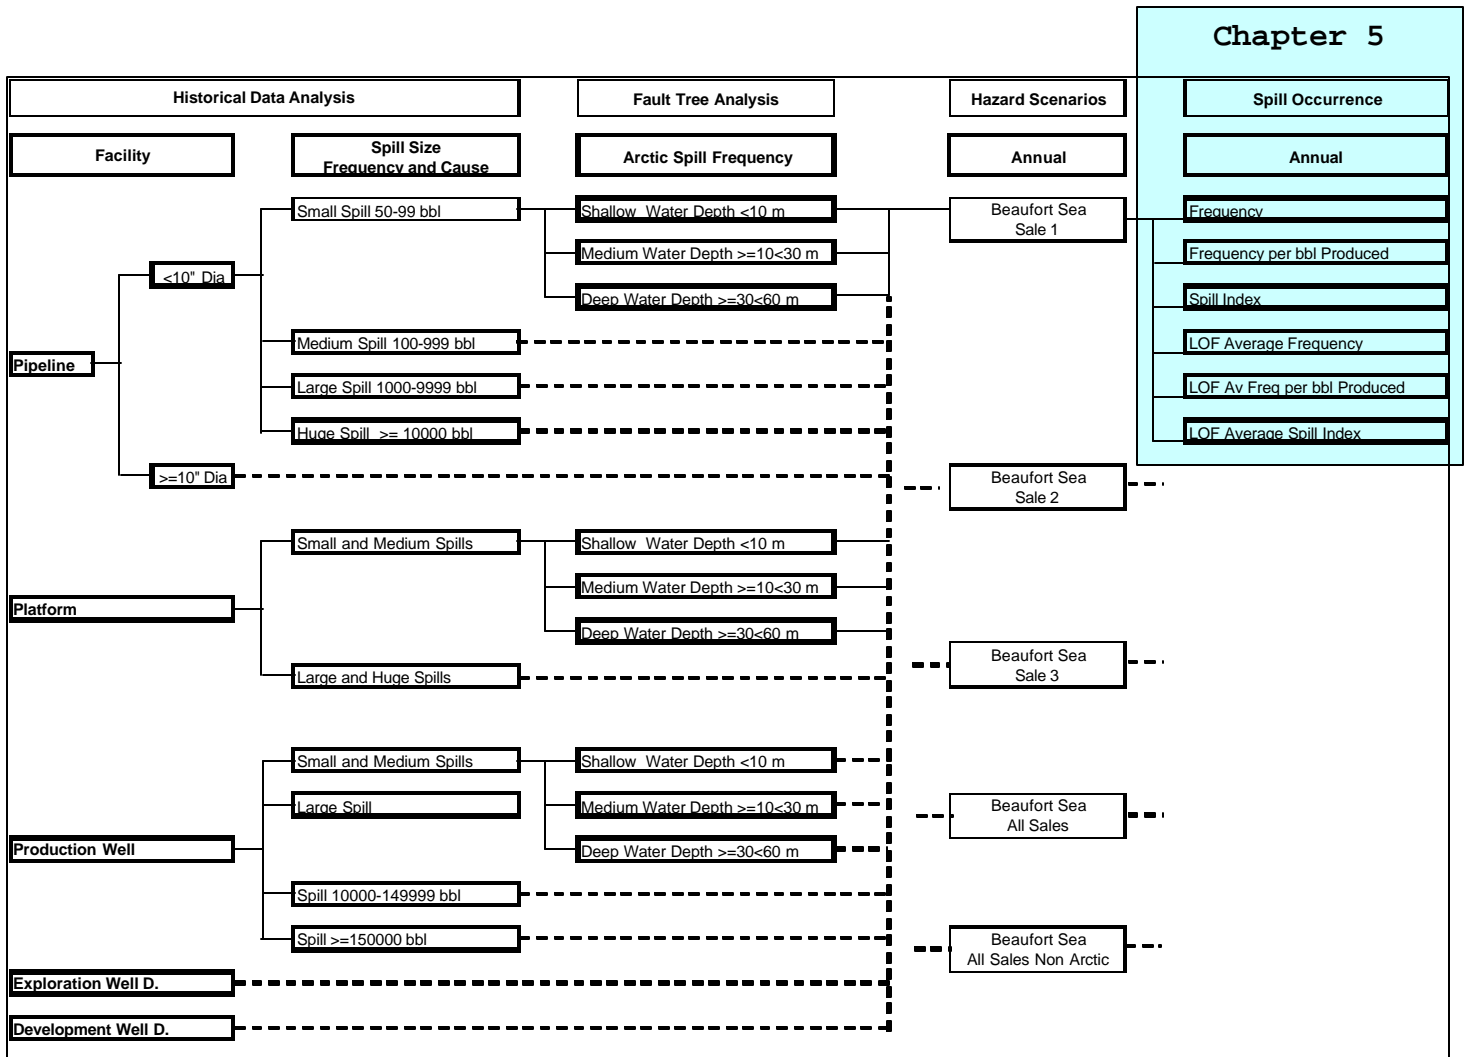 Chapter 5
Historical Data Analysis
Fault Tree Analysis
Hazard Scenarios
Spill Occurrence
Facility
Spill Size
Frequency and Cause
Arctic Spill Frequency
Annual
Annual
Small Spill 50-99 bbl
Shallow Water Depth <10 m
Beaufort Sea
Sale 1
Frequency
Medium Water Depth >=10<30 m
Frequency per bbl Produced
<10" Dia
Deep Water Depth >=30<60 m
Spill Index
Medium Spill 100-999 bbl
LOF Average Frequency
Pipeline
Large Spill 1000-9999 bbl
LOF Av Freq per bbl Produced
Huge Spill >= 10000 bbl
LOF Average Spill Index
>=10" Dia
Beaufort Sea
Sale 2
Small and Medium Spills
Shallow Water Depth <10 m
Medium Water Depth >=10<30 m
Platform
Deep Water Depth >=30<60 m
Large and Huge Spills
Beaufort Sea
Sale 3
Small and Medium Spills
Shallow Water Depth <10 m
Large Spill
Medium Water Depth >=10<30 m
Beaufort Sea
All Sales
Production Well
Deep Water Depth >=30<60 m
Spill 10000-149999 bbl
Spill >=150000 bbl
Beaufort Sea
All Sales Non Arctic
Exploration Well D.
Development Well D.